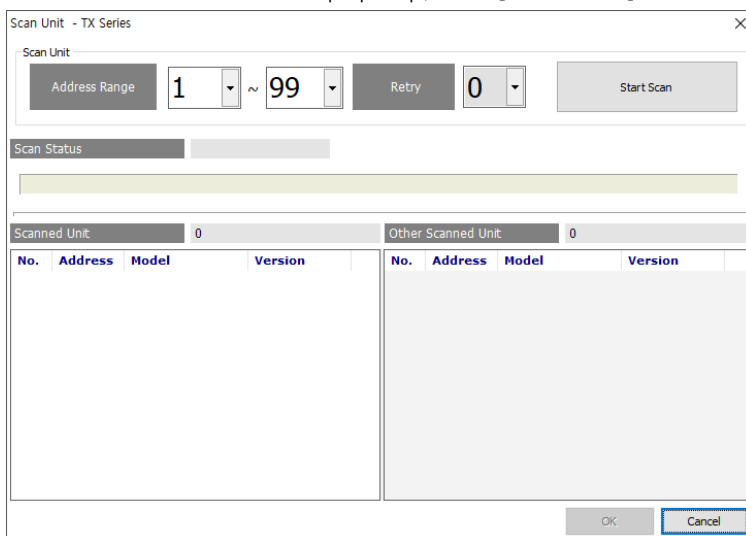 Scan Unit - TX Series
Scan Unit
Address Range 1 ~ 99 Retry 0 Start Scan
Scan Status
Scanned Unit 0 Other Scanned Unit 0
No. Address Model Version No. Address Model Version
OK Cancel